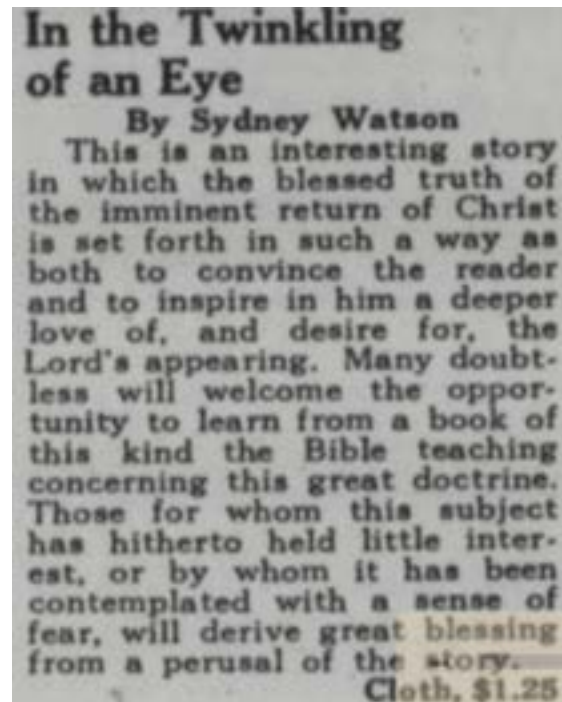 In the Twinkling
of an Eye
By Sydney Watson
This is an interesting story
in which the blessed truth of
the imminent return of Christ
is set forth in such a way as
both to convince the reader
and to inspire in him a deeper
love of, and desire for, the
Lord's appearing. Many doubt-
less will welcome the oppor-
tunity to learn from a book of
this kind the Bible teaching
concerning this great doctrine.
Those for whom this subject
has hitherto held little inter-
est, or by whom it has been
contemplated with a sense of
fear, will derive great blessing
from a perusal of the story.
Cloth, $1.25